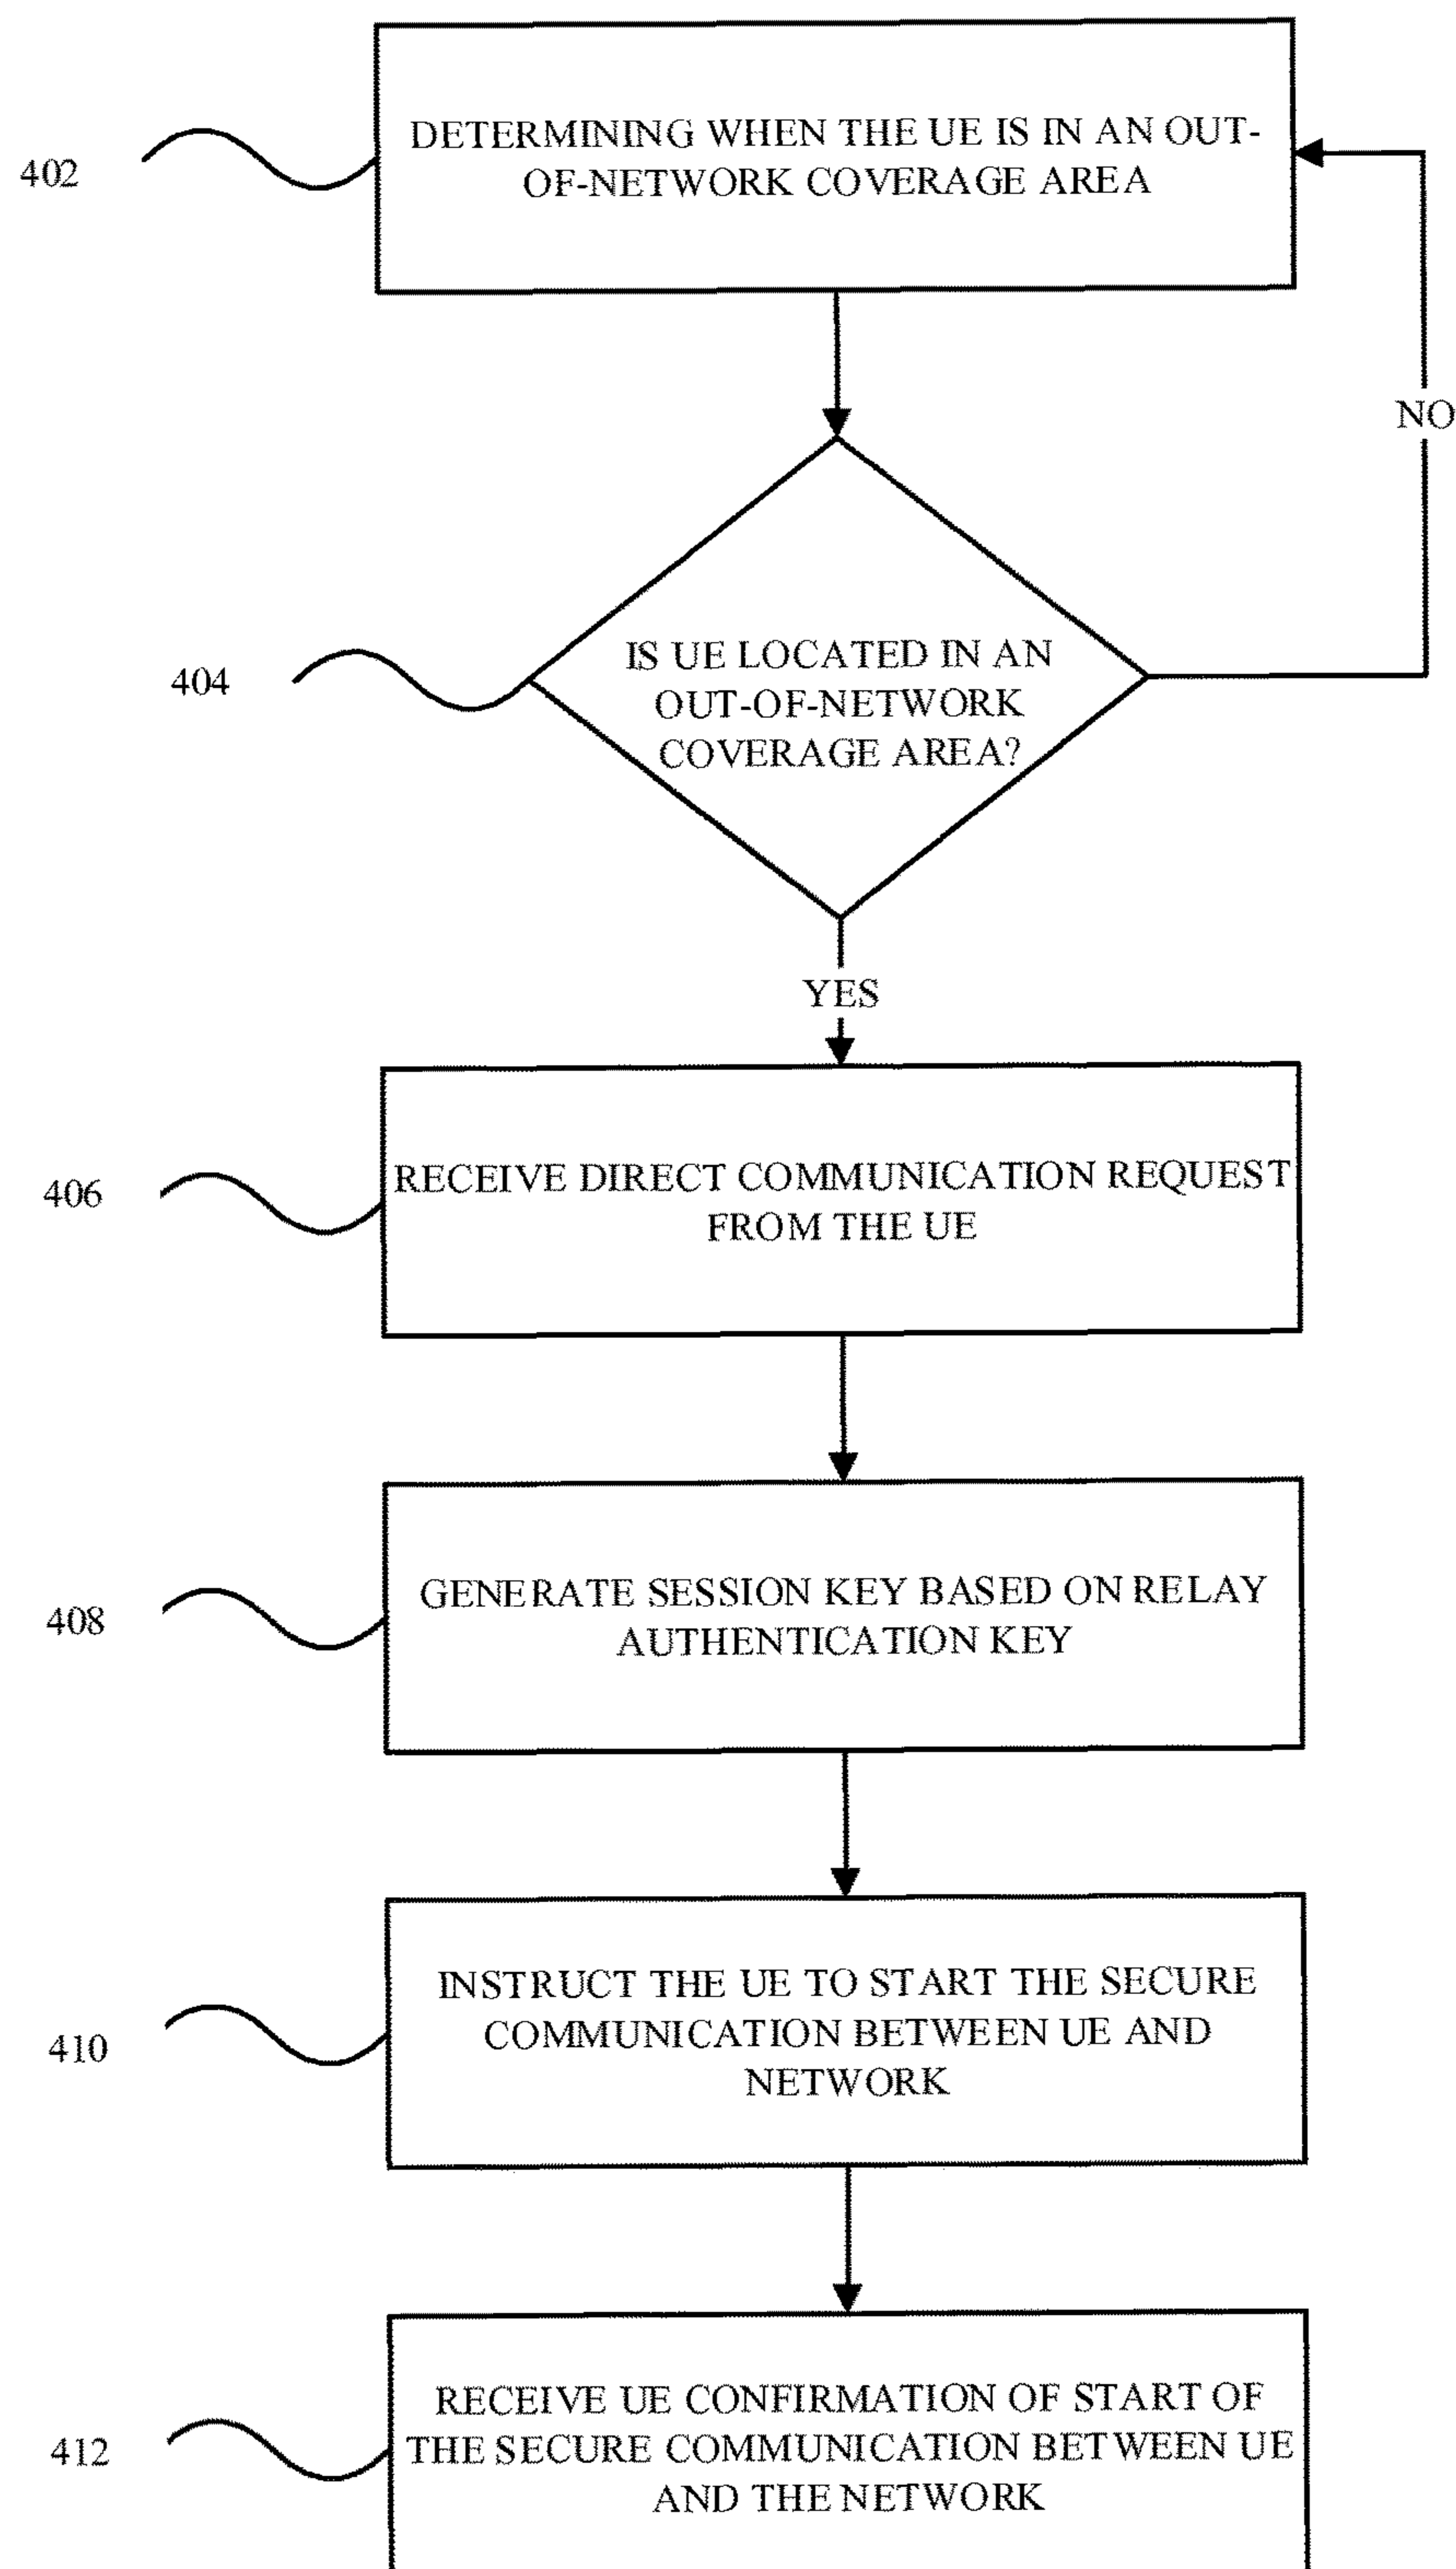 402
DETERMINING WHEN THE UE IS IN AN OUT-
OF-NETWORK COVERAGE AREA
NO
404
IS UE LOCATED IN AN
OUT-OF-NETWORK
COVERAGE AREA?
YES
406
RECEIVE DIRECT COMMUNICATION REQUEST
FROM THE UE
408
GENERATE SESSION KEY BASED ON RELAY
AUTHENTICATION KEY
410
INSTRUCT THE UE TO START THE SECURE
COMMUNICATION BETWEEN UE AND
NETWORK
412
RECEIVE UE CONFIRMATION OF START OF
THE SECURE COMMUNICATION BETWEEN UE
AND THE NETWORK